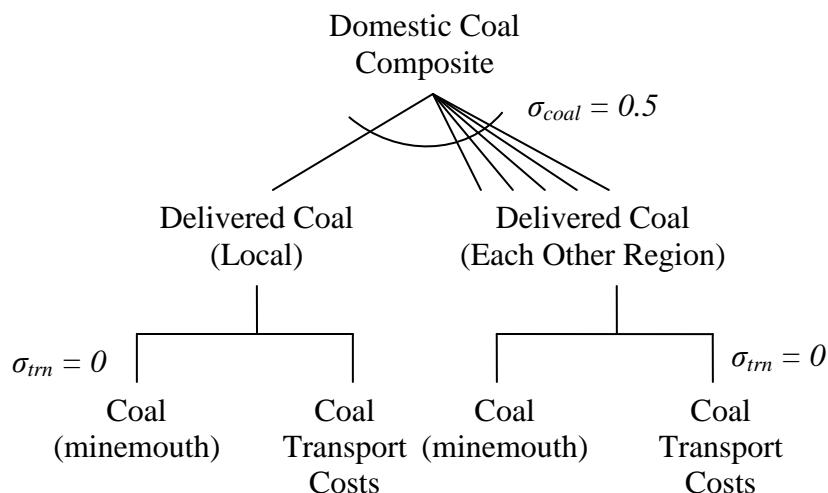 Domestic Coal
Composite
σcoal = 0.5
Delivered Coal
(Local)
Delivered Coal
(Each Other Region)
σtrn = 0
σtrn = 0
Coal
(minemouth)
Coal
Transport
Costs
Coal
(minemouth)
Coal
Transport
Costs